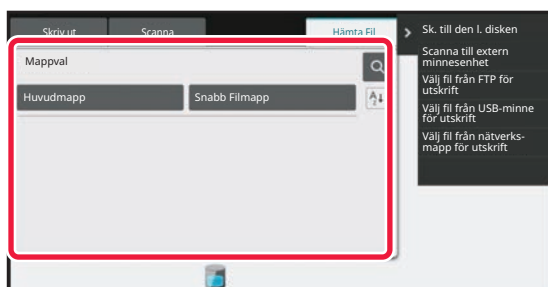 Skriv ut
Scanna
Hämta Fil
Mappval
Huvudmapp
Snabb Filmapp
Sk. till den l. disken
Scanna till extern
minnesenhet
Välj fil från FTP för
utskrift
Välj fil från USB-minne
för utskrift
Välj fil från nätverks-
mapp för utskrift